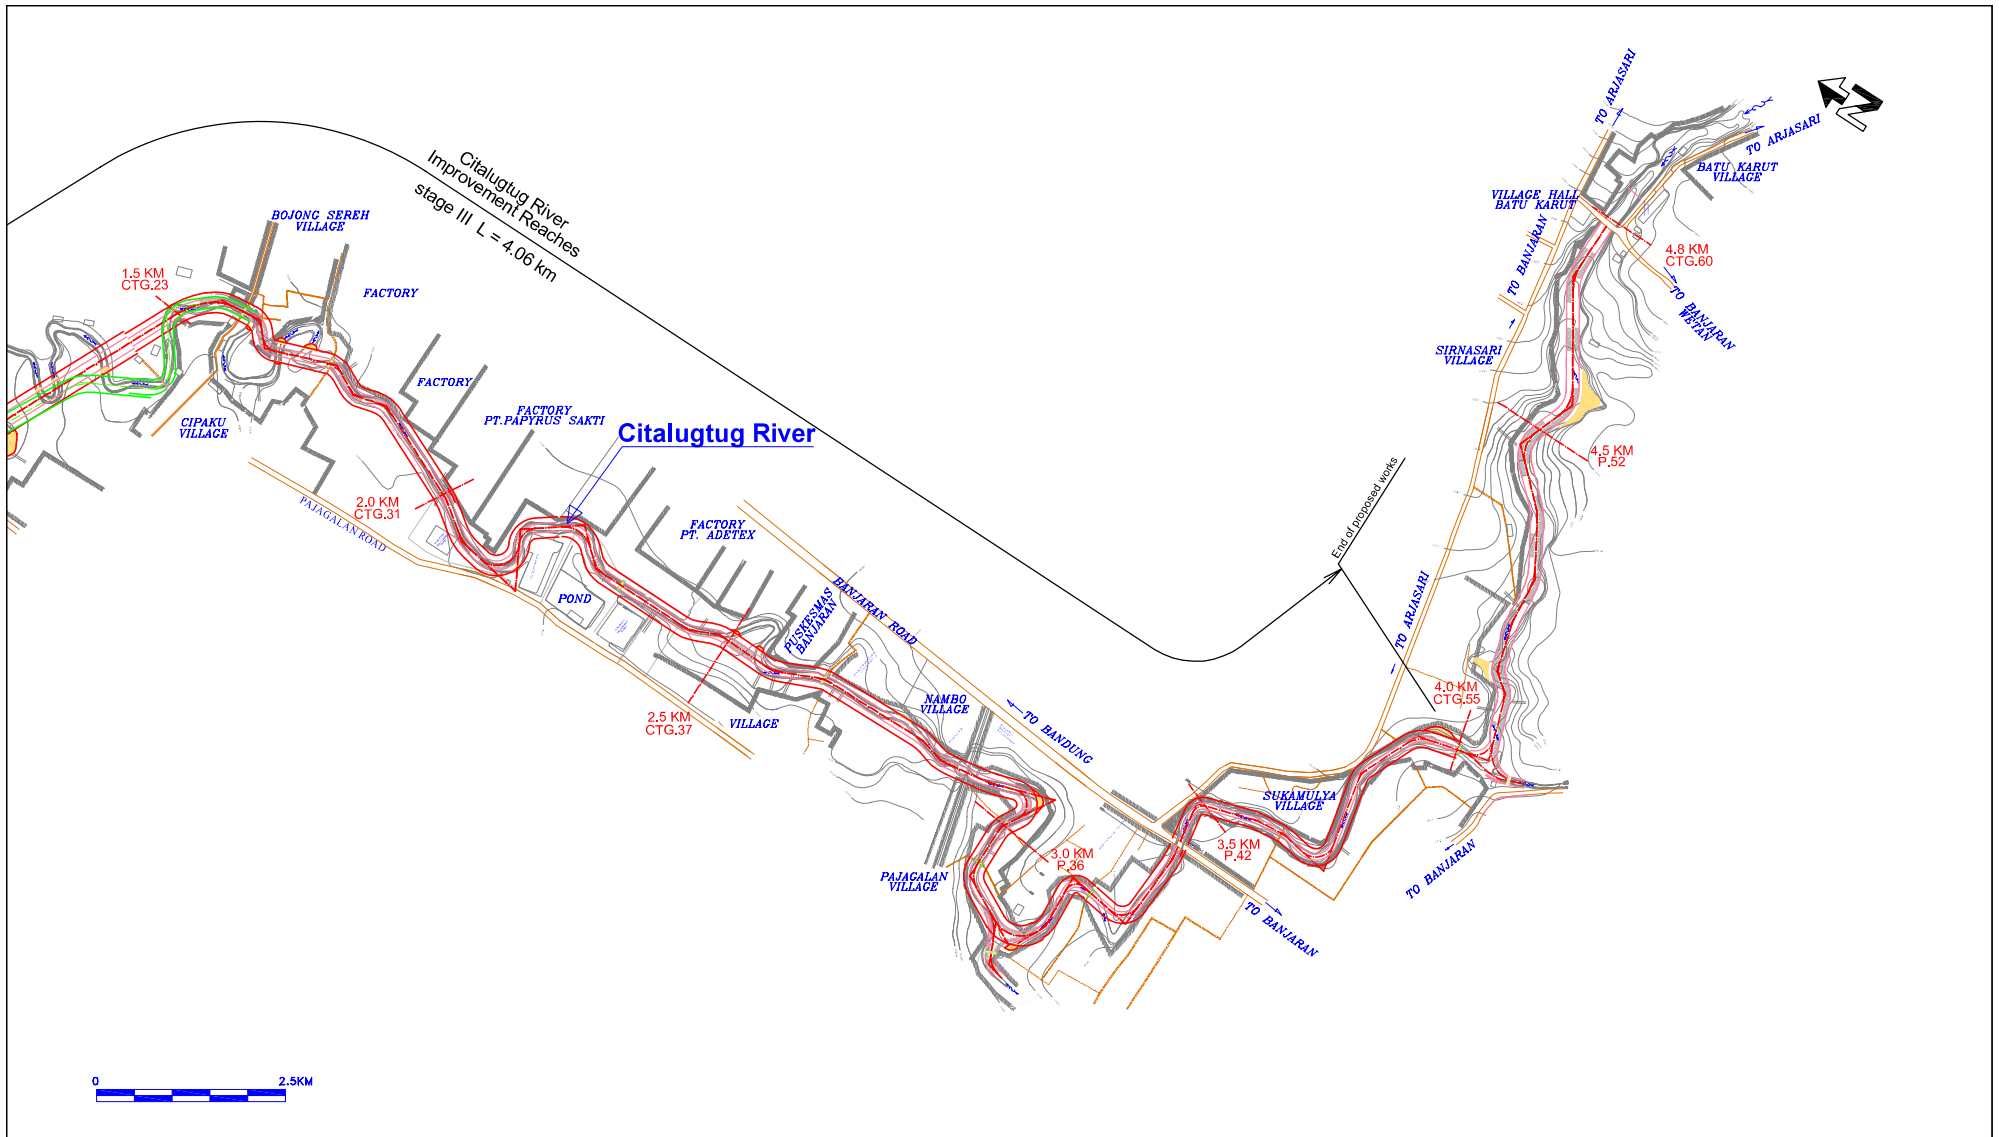 TO ARJASARI
TO ARJASARI
BATU KARUT
VILLAGE
N
VILLAGE HALL
BATU KARUT
TO BANJARAN
4.8 KM
CTG.60
TO BANJARAN
WETAN
Citalugtug River
Improvement Reaches
stage III L = 4.06 km
BOJONG SEREH
VILLAGE
1.5 KM
CTG.23
FACTORY
SIRNASARI
VILLAGE
FACTORY
FACTORY
PT.PAPYRUS SAKTI
CIPAKU
VILLAGE
Citalugtug River
4.5 KM
P.52
2.0 KM
CTG.31
PAJAGALAN ROAD
FACTORY
PT. ADETEX
End of proposed works
POND
PUSKESMAS
BANJARAN
BANJARAN ROAD
TO ARJASARI
2.5 KM
CTG.37
VILLAGE
NAMBO
VILLAGE
TO BANDUNG
4.0 KM
CTG.55
SUKAMULYA
VILLAGE
3.0 KM
P.36
3.5 KM
P.42
PAJAGALAN
VILLAGE
TO BANJARAN
TO BANJARAN
0
2.5KM